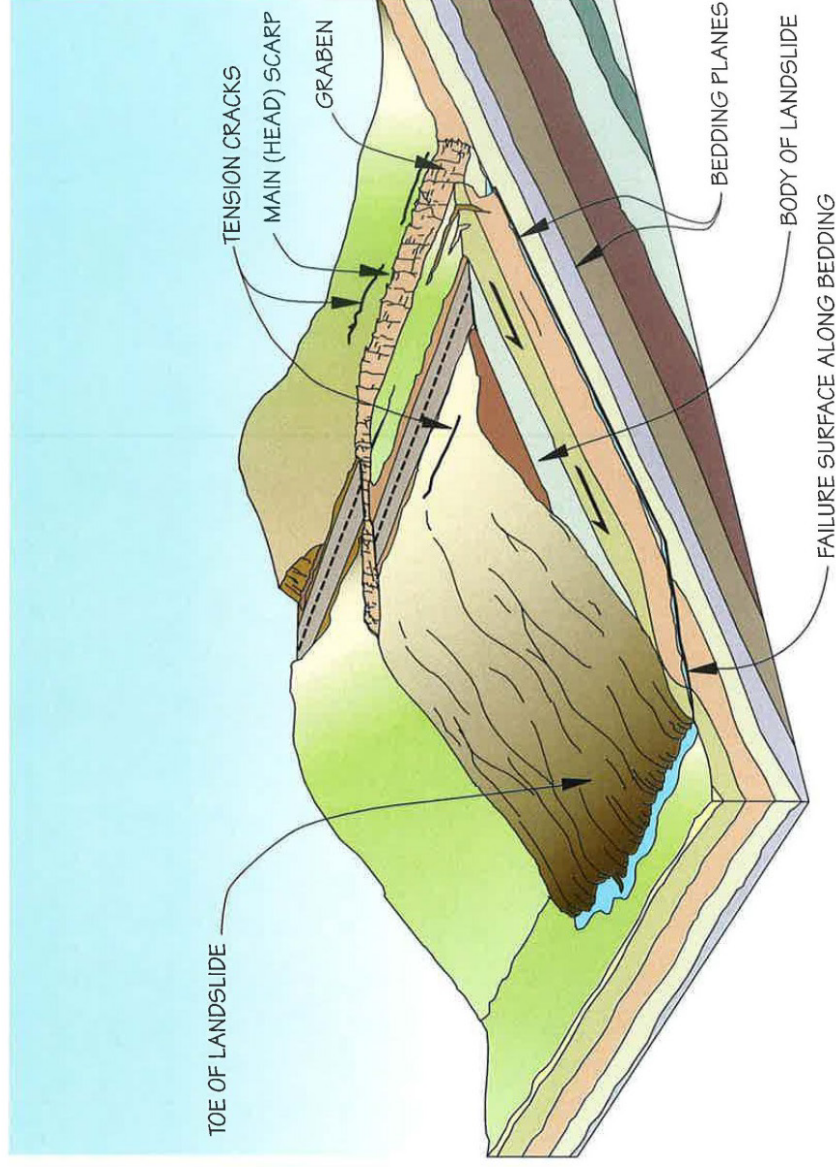 TENSION CRACKS
MAIN (HEAD) SCARP
GRABEN
TOE OF LANDSLIDE
BEDDING PLANES
BODY OF LANDSLIDE
FAILURE SURFACE ALONG BEDDING